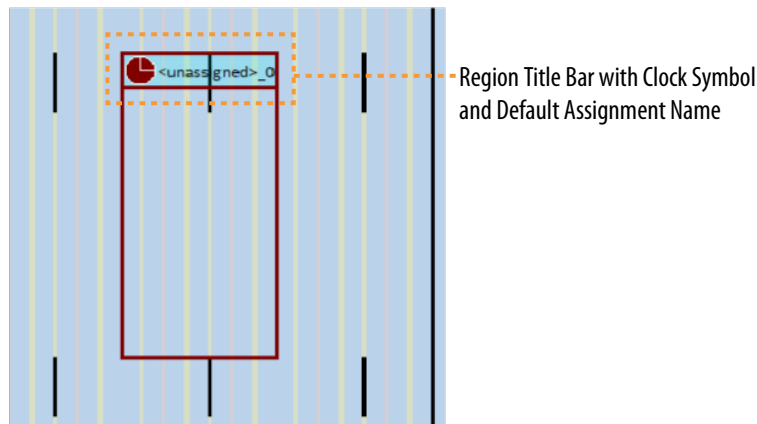 <unassigned>_0
Region Title Bar with Clock Symbol
and Default Assignment Name